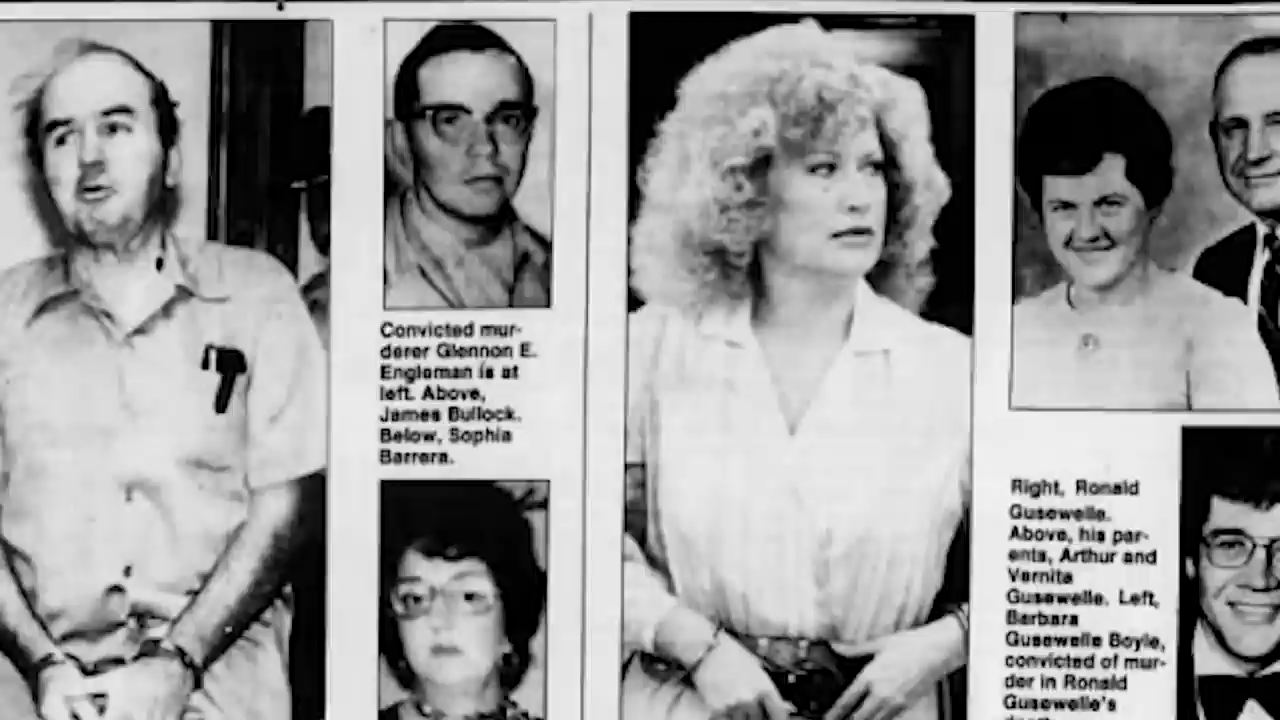 Convicted mur-
derer Glennon E.
Engleman is at
left. Above,
James Bullock.
Below, Sophia
Barrera.
Right, Ronald
Gusewelle.
Above, his par-
ents, Arthur and
Vernita
Gusewelle. Left,
Barbara
Gusewelle Boyle,
convicted of mur-
der in Ronald
Gusewelle's